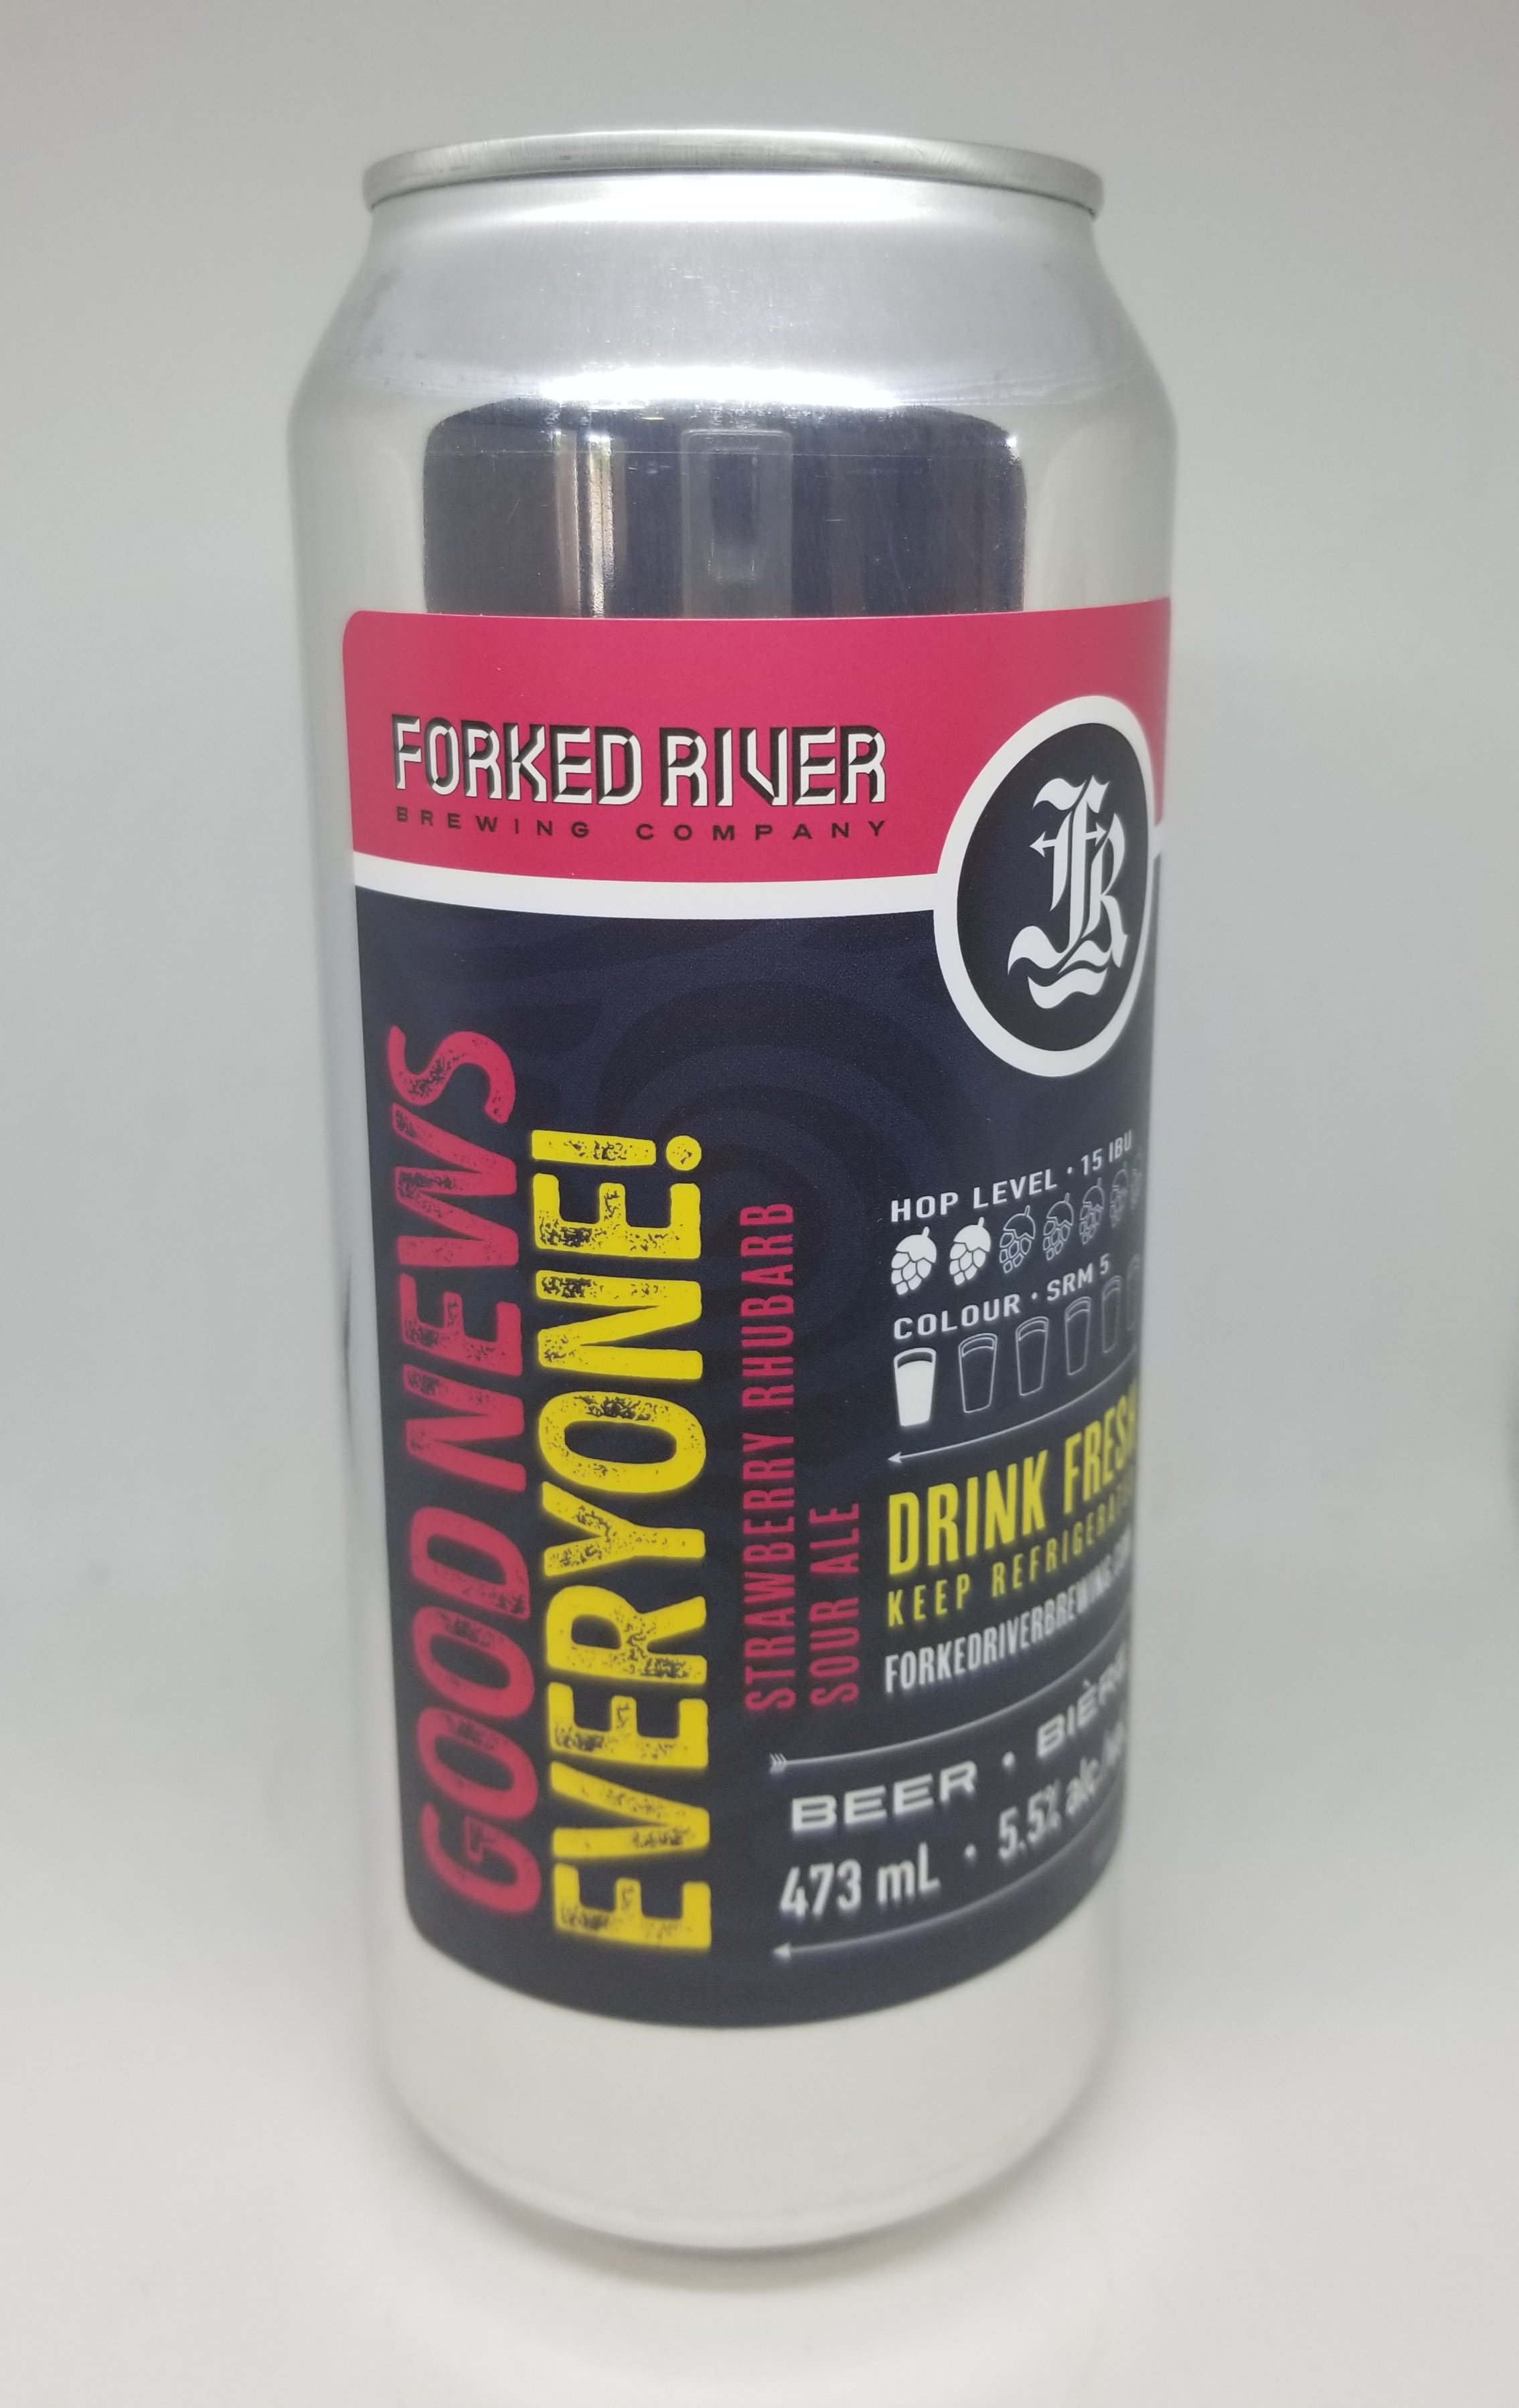 FORKED RIVER
BREWING COMPANY
FR
GOOD NEWS
EVERYONE!
STRAWBERRY RHUBARB
SOUR ALE
HOP LEVEL • 15 IBU
COLOUR • SRM 5
DRINK FRESH
KEEP
BEER • BIÈRE
473 mL • 5.5% alc./vol.